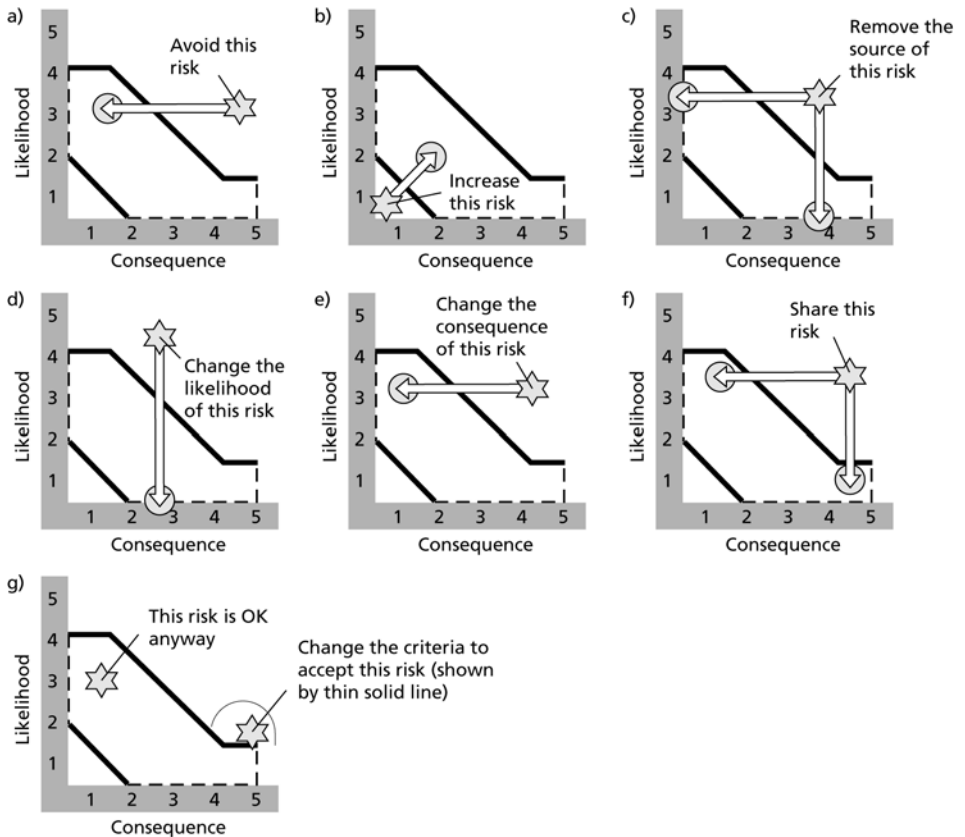 a)
5
4
3
2
1
Likelihood
Avoid this
risk
1 2 3 4 5
Consequence
b)
5
4
3
2
1
Likelihood
Increase
this risk
1 2 3 4 5
Consequence
c)
5
4
3
2
1
Likelihood
Remove the
source of
this risk
1 2 3 4 5
Consequence
d)
5
4
3
2
1
Likelihood
Change the
likelihood
of this risk
1 2 3 4 5
Consequence
e)
5
4
3
2
1
Likelihood
Change the
consequence
of this risk
1 2 3 4 5
Consequence
f)
5
4
3
2
1
Likelihood
Share this
risk
1 2 3 4 5
Consequence
g)
5
4
3
2
1
Likelihood
This risk is OK
anyway
Change the criteria to
accept this risk (shown
by thin solid line)
1 2 3 4 5
Consequence